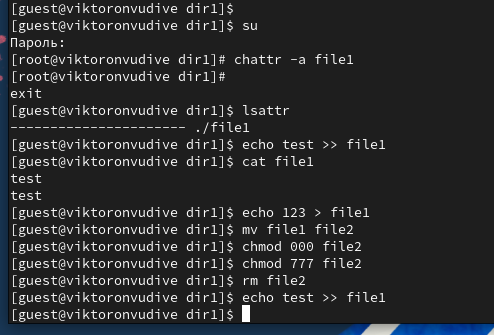 [guest@viktoronvudive dir1]$
[guest@viktoronvudive dir1]$ su
Пароль:
[root@viktoronvudive dir1]# chattr -a file1
[root@viktoronvudive dir1]#
exit
[guest@viktoronvudive dir1]$ lsattr
---------------------- ./file1
[guest@viktoronvudive dir1]$ echo test >> file1
[guest@viktoronvudive dir1]$ cat file1
test
test
[guest@viktoronvudive dir1]$ echo 123 > file1
[guest@viktoronvudive dir1]$ mv file1 file2
[guest@viktoronvudive dir1]$ chmod 000 file2
[guest@viktoronvudive dir1]$ chmod 777 file2
[guest@viktoronvudive dir1]$ rm file2
[guest@viktoronvudive dir1]$ echo test >> file1
[guest@viktoronvudive dir1]$